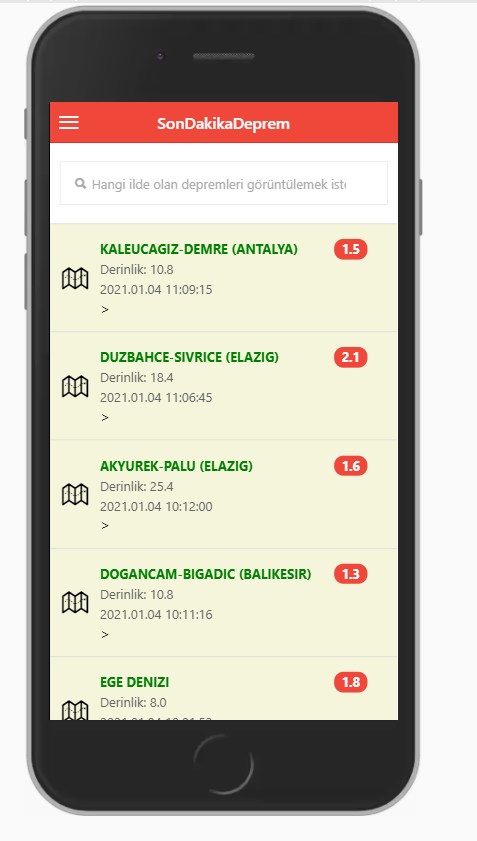 SonDakikaDeprem
Hangi ilde olan depremleri görüntülemek iste
KALEUCAGIZ-DEMRE (ANTALYA) 1.5
Derinlik: 10.8
2021.01.04 11:09:15
>
DUZBAHCE-SIVRICE (ELAZIG) 2.1
Derinlik: 18.4
2021.01.04 11:06:45
>
AKYUREK-PALU (ELAZIG) 1.6
Derinlik: 25.4
2021.01.04 10:12:00
>
DOGANCAM-BIGADIC (BALIKESIR) 1.3
Derinlik: 10.8
2021.01.04 10:11:16
>
EGE DENIZI 1.8
Derinlik: 8.0